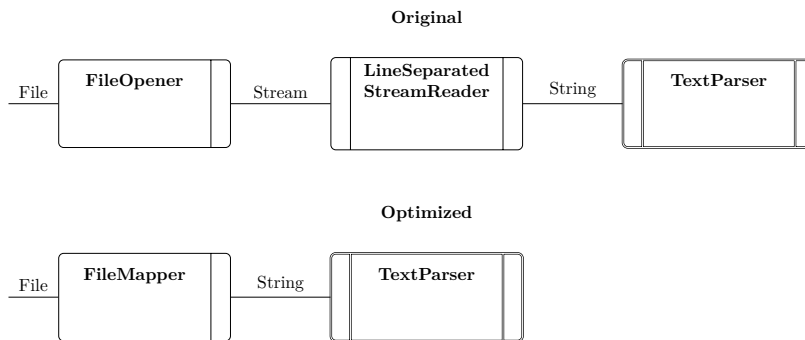 Original
File
FileOpener
Stream
LineSeparated
StreamReader
String
TextParser
Optimized
File
FileMapper
String
TextParser